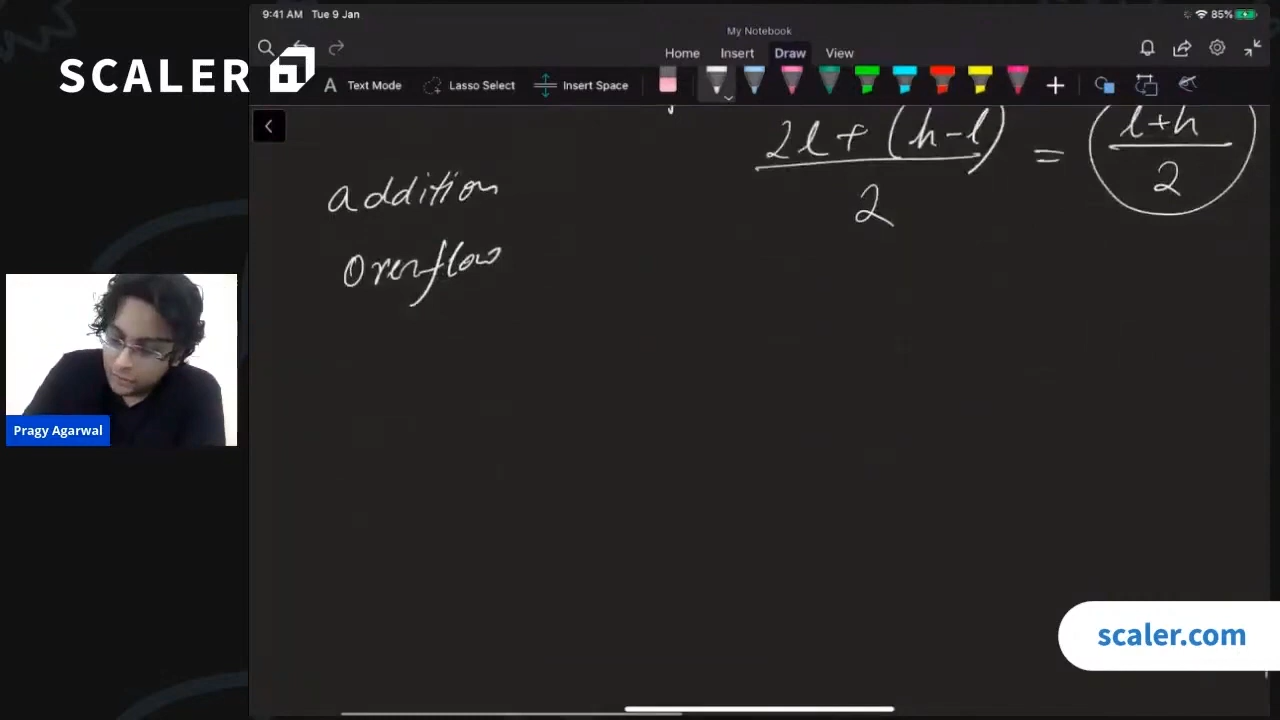 9:41 AM Tue 9 Jan
85%
My Notebook
Home Insert Draw View
SCALER
A Text Mode Lasso Select Insert Space
2l + (h-l) / 2 = l+h / 2
addition
overflow
Pragy Agarwal
scaler.com